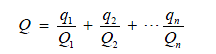 Q = q₁/Q₁ + q₂/Q₂ + ⋯ qₙ/Qₙ